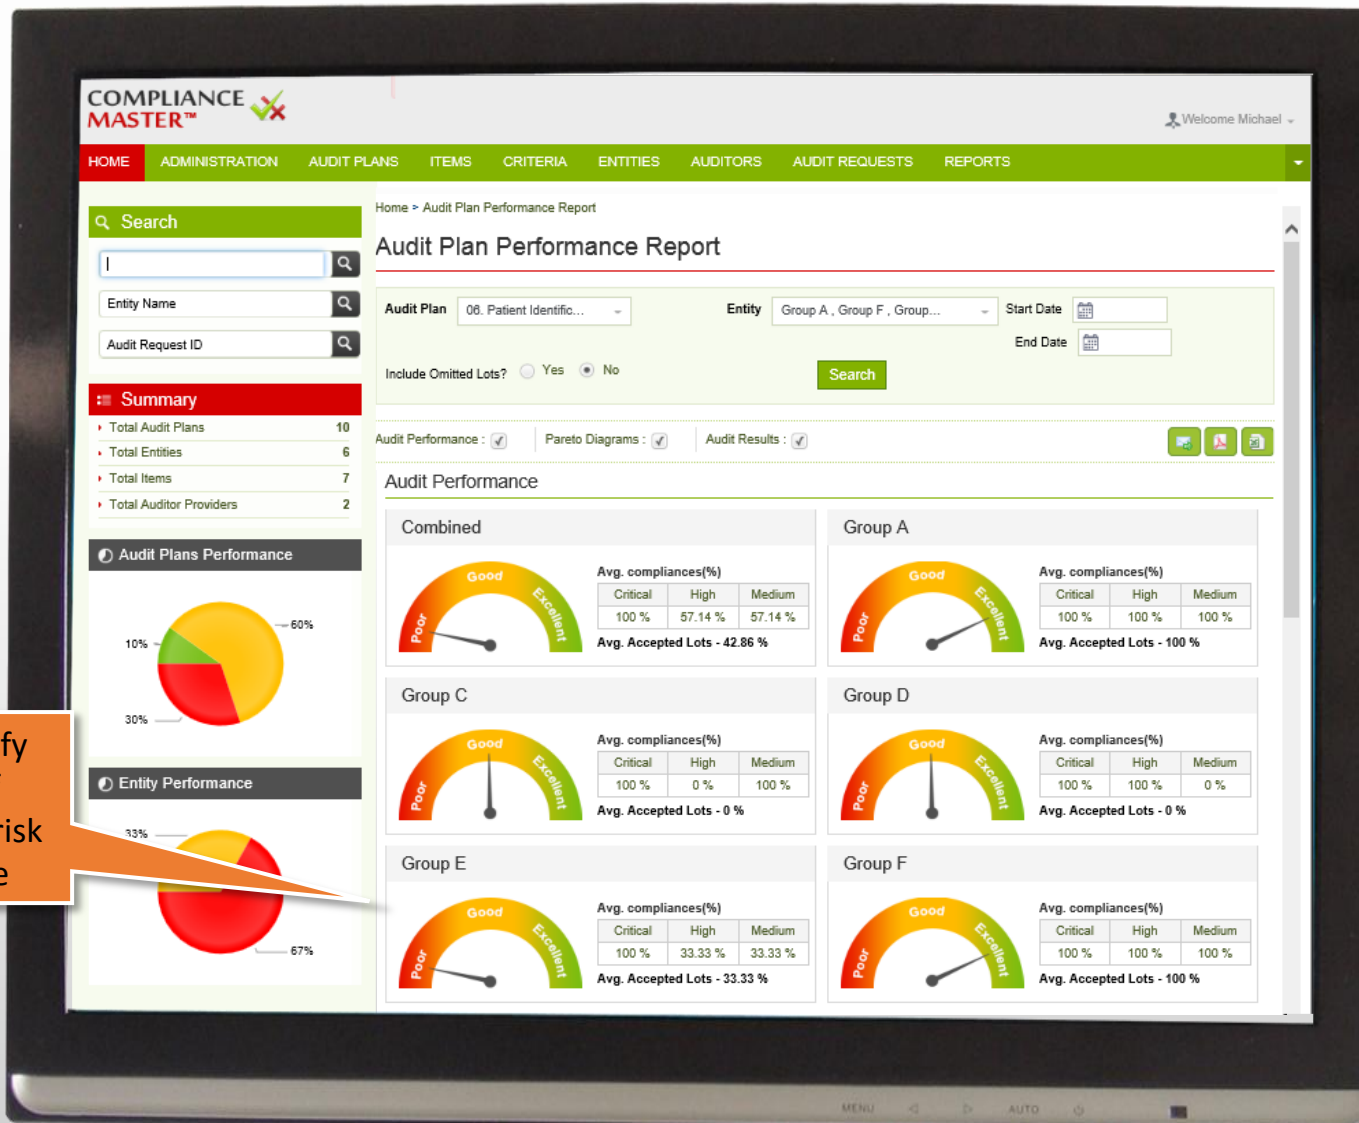 COMPLIANCE
MASTER™
Welcome Michael
HOME ADMINISTRATION AUDIT PLANS ITEMS CRITERIA ENTITIES AUDITORS AUDIT REQUESTS REPORTS
Search
Entity Name
Audit Request ID
Summary
Total Audit Plans 10
Total Entities 6
Total Items 7
Total Auditor Providers 2
Audit Plans Performance
60%
10%
30%
Entity Performance
33%
67%
ify
risk
e
Home > Audit Plan Performance Report
Audit Plan Performance Report
Audit Plan 06. Patient Identific... Entity Group A , Group F , Group... Start Date
End Date
Include Omitted Lots? Yes No Search
Audit Performance : Pareto Diagrams : Audit Results :
Audit Performance
Combined
Poor Good Excellent
Avg. compliances(%)
Critical High Medium
100 % 57.14 % 57.14 %
Avg. Accepted Lots - 42.86 %
Group A
Poor Good Excellent
Avg. compliances(%)
Critical High Medium
100 % 100 % 100 %
Avg. Accepted Lots - 100 %
Group C
Poor Good Excellent
Avg. compliances(%)
Critical High Medium
100 % 0 % 100 %
Avg. Accepted Lots - 0 %
Group D
Poor Good Excellent
Avg. compliances(%)
Critical High Medium
100 % 100 % 0 %
Avg. Accepted Lots - 0 %
Group E
Poor Good Excellent
Avg. compliances(%)
Critical High Medium
100 % 33.33 % 33.33 %
Avg. Accepted Lots - 33.33 %
Group F
Poor Good Excellent
Avg. compliances(%)
Critical High Medium
100 % 100 % 100 %
Avg. Accepted Lots - 100 %
MENU AUTO